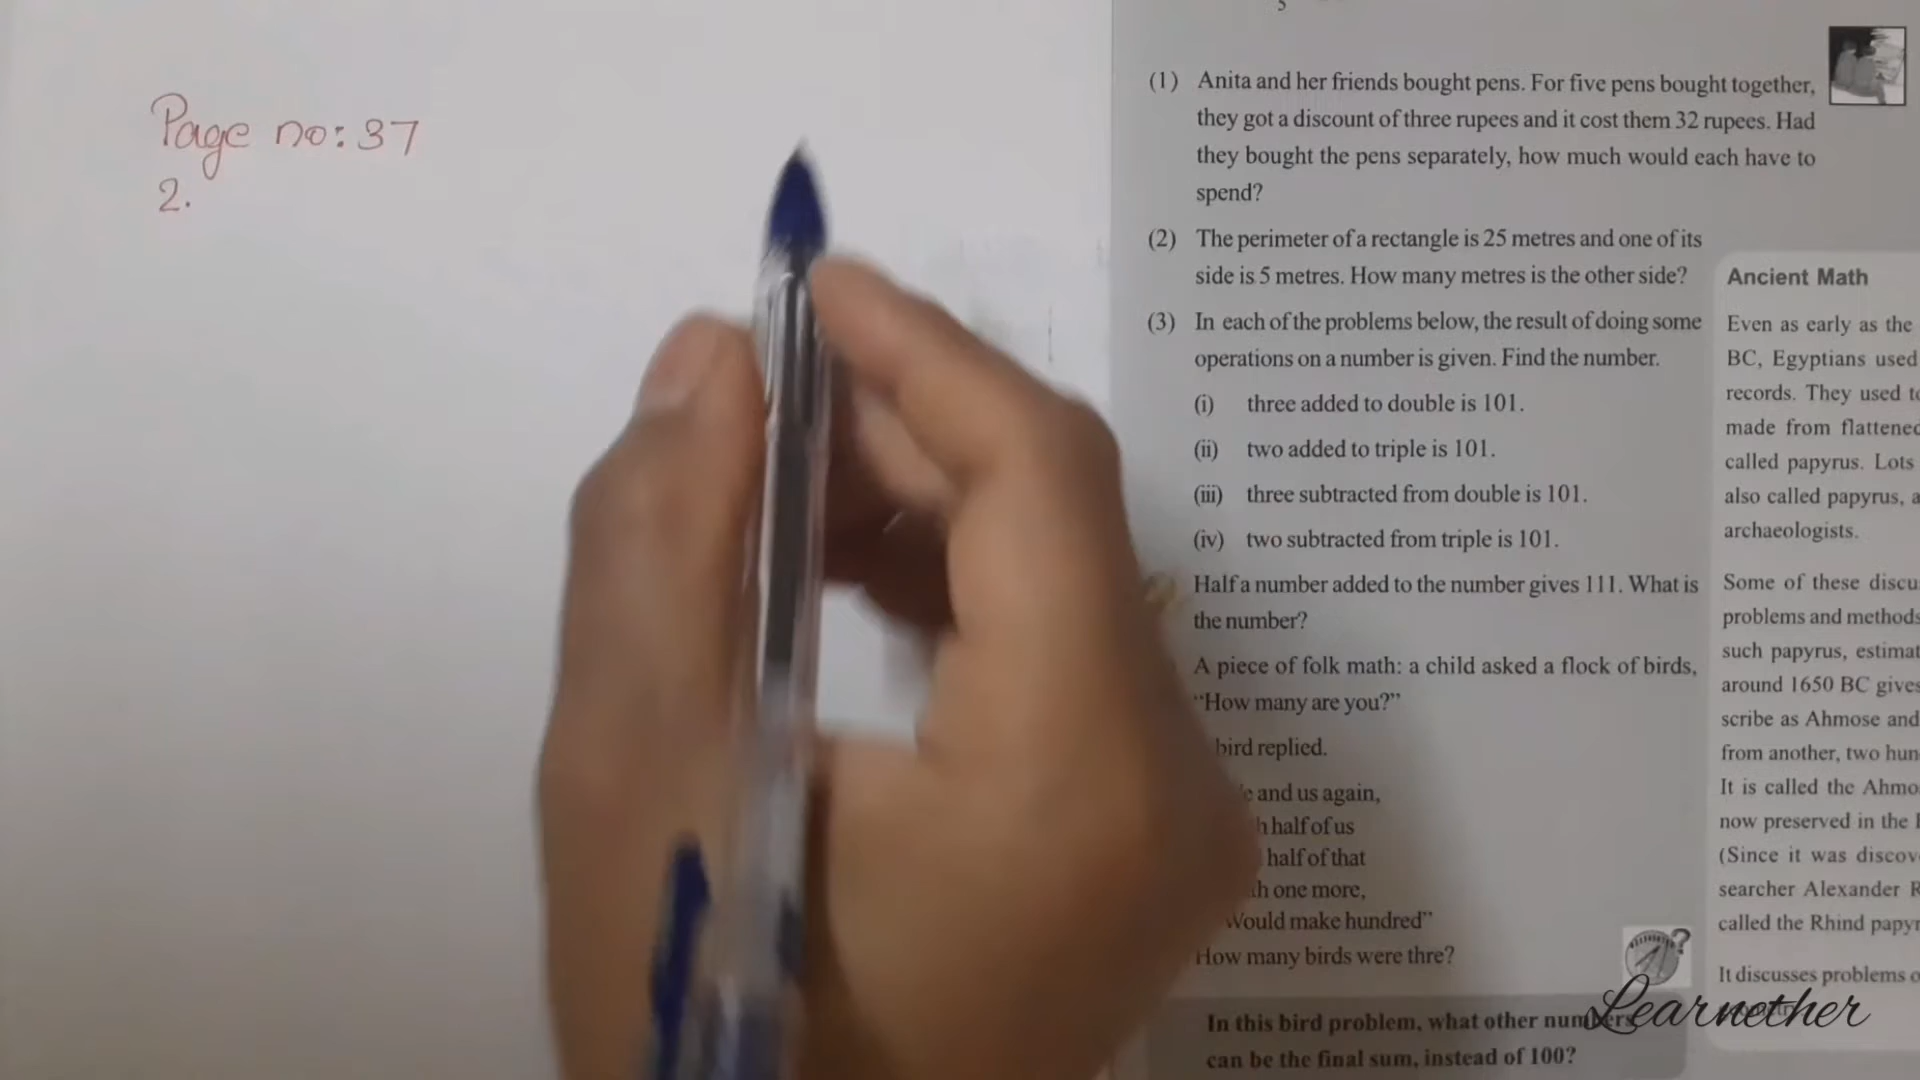 Page no: 37
2.
(1) Anita and her friends bought pens. For five pens bought together,
they got a discount of three rupees and it cost them 32 rupees. Had
they bought the pens separately, how much would each have to
spend?
(2) The perimeter of a rectangle is 25 metres and one of its
side is 5 metres. How many metres is the other side?
(3) In each of the problems below, the result of doing some
operations on a number is given. Find the number.
(i) three added to double is 101.
(ii) two added to triple is 101.
(iii) three subtracted from double is 101.
(iv) two subtracted from triple is 101.
Half a number added to the number gives 111. What is
the number?
A piece of folk math: a child asked a flock of birds,
“How many are you?”
bird replied.
and us again,
half of us
half of that
one more,
Would make hundred”
How many birds were thre?
In this bird problem, what other numbers
can be the final sum, instead of 100?
Ancient Math
Even as early as the
BC, Egyptians used
records. They used
made from flattened
called papyrus. Lots
also called papyrus,
archaeologists.
Some of these
problems and methods
such papyrus,
around 1650 BC gives
scribe as Ahmose and
from another, two
It is called the
now preserved in the
(Since it was
searcher Alexander
called the Rhind
It discusses problems
Learnether